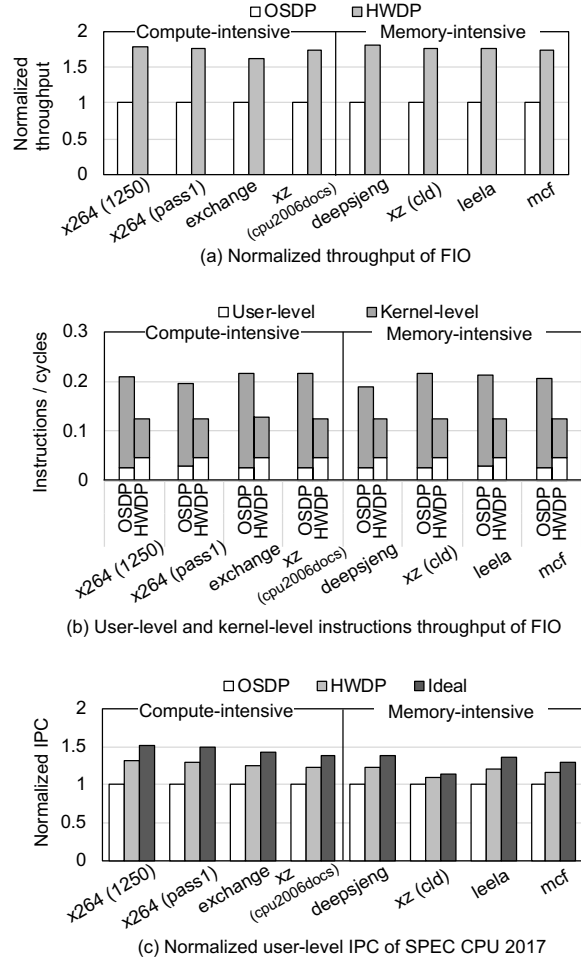 OSDP HWDP
Compute-intensive Memory-intensive
Normalized throughput
2
1.5
1
0.5
0
x264 (1250) x264 (pass1) exchange xz (cpu2006docs) deepsjeng xz (cld) leela mcf
(a) Normalized throughput of FIO
User-level Kernel-level
Compute-intensive Memory-intensive
Instructions / cycles
0.3
0.2
0.1
0
OSDP HWDP OSDP HWDP OSDP HWDP OSDP HWDP OSDP HWDP OSDP HWDP OSDP HWDP OSDP HWDP
x264 (1250) x264 (pass1) exchange xz (cpu2006docs) deepsjeng xz (cld) leela mcf
(b) User-level and kernel-level instructions throughput of FIO
OSDP HWDP Ideal
Compute-intensive Memory-intensive
Normalized IPC
2
1.5
1
0.5
0
x264 (1250) x264 (pass1) exchange xz (cpu2006docs) deepsjeng xz (cld) leela mcf
(c) Normalized user-level IPC of SPEC CPU 2017